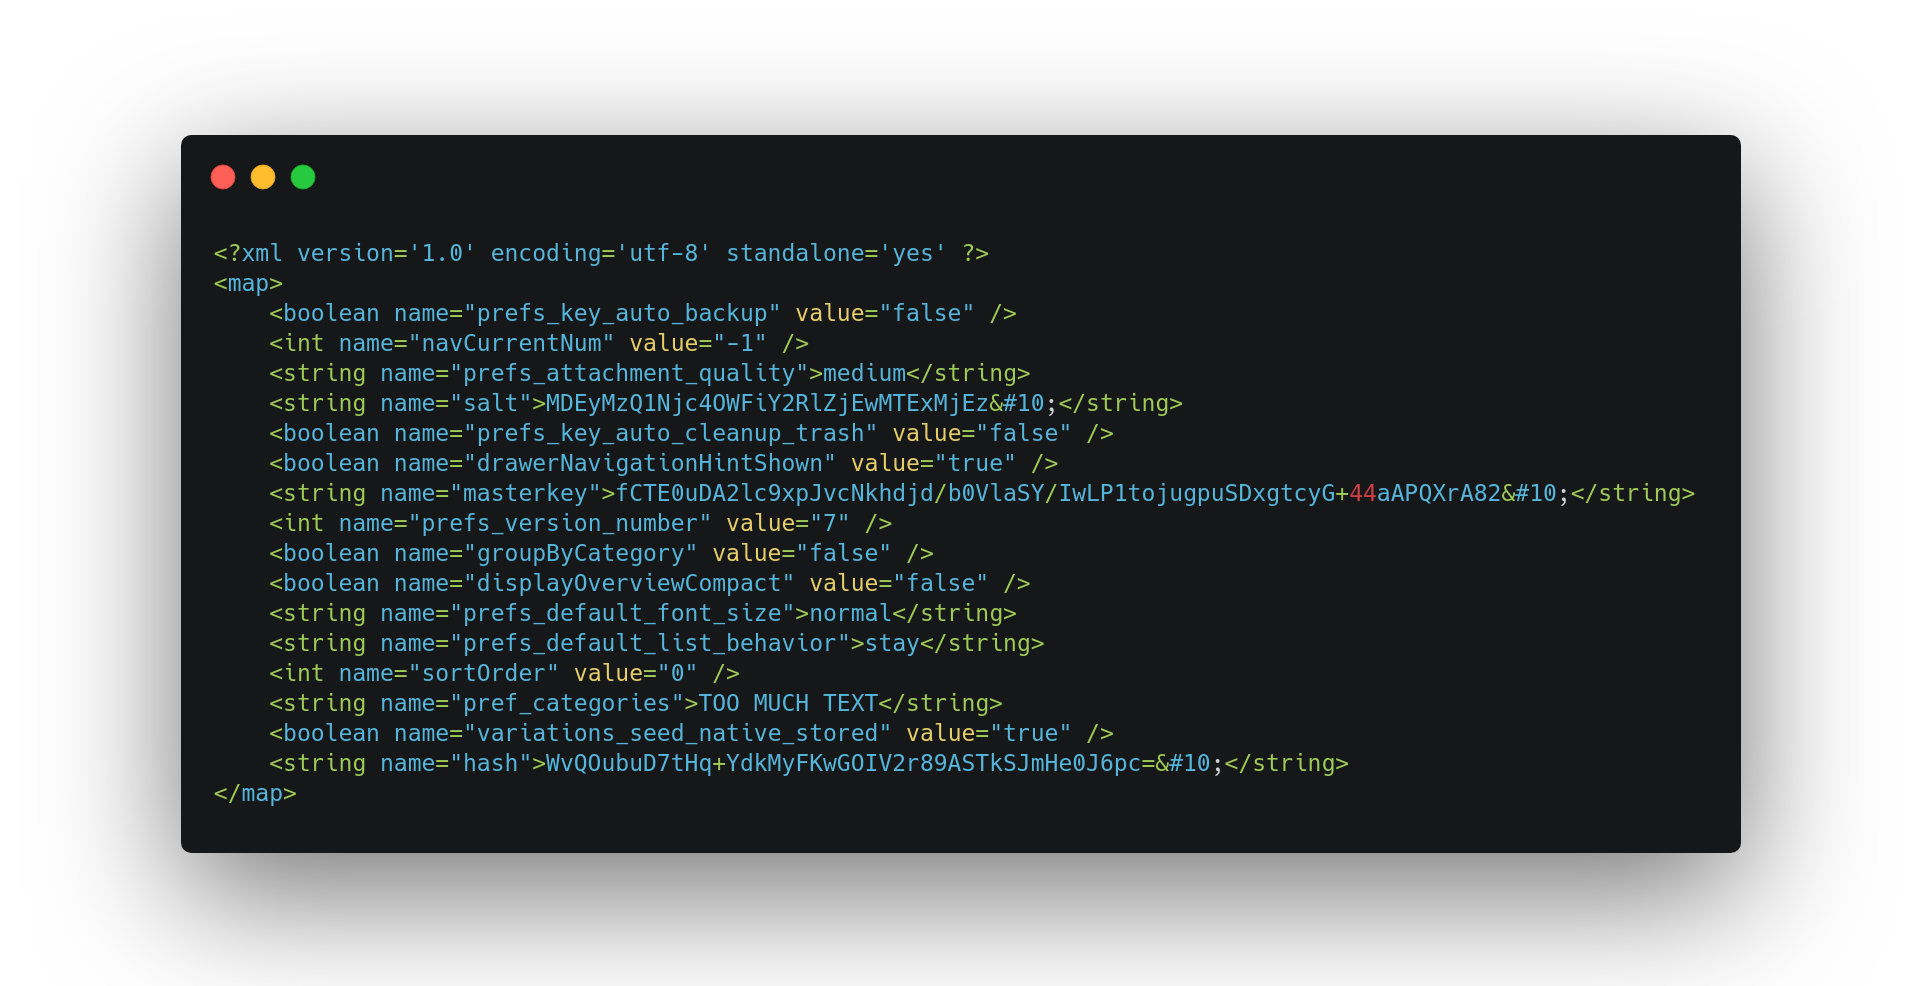 <?xml version='1.0' encoding='utf-8' standalone='yes' ?>
<map>
    <boolean name="prefs_key_auto_backup" value="false" />
    <int name="navCurrentNum" value="-1" />
    <string name="prefs_attachment_quality">medium</string>
    <string name="salt">MDEyMzQ1Njc4OWFiY2RlZjEwMTExMjEz&#10;</string>
    <boolean name="prefs_key_auto_cleanup_trash" value="false" />
    <boolean name="drawerNavigationHintShown" value="true" />
    <string name="masterkey">fCTE0uDA2lc9xpJvcNkhdjd/b0VlaSY/IwLP1tojugpuSDxgtcyG+44aAPQXrA82&#10;</string>
    <int name="prefs_version_number" value="7" />
    <boolean name="groupByCategory" value="false" />
    <boolean name="displayOverviewCompact" value="false" />
    <string name="prefs_default_font_size">normal</string>
    <string name="prefs_default_list_behavior">stay</string>
    <int name="sortOrder" value="0" />
    <string name="pref_categories">TOO MUCH TEXT</string>
    <boolean name="variations_seed_native_stored" value="true" />
    <string name="hash">WvQOubuD7tHq+YdkMyFKwGOIV2r89ASTkSJmHe0J6pc=&#10;</string>
</map>